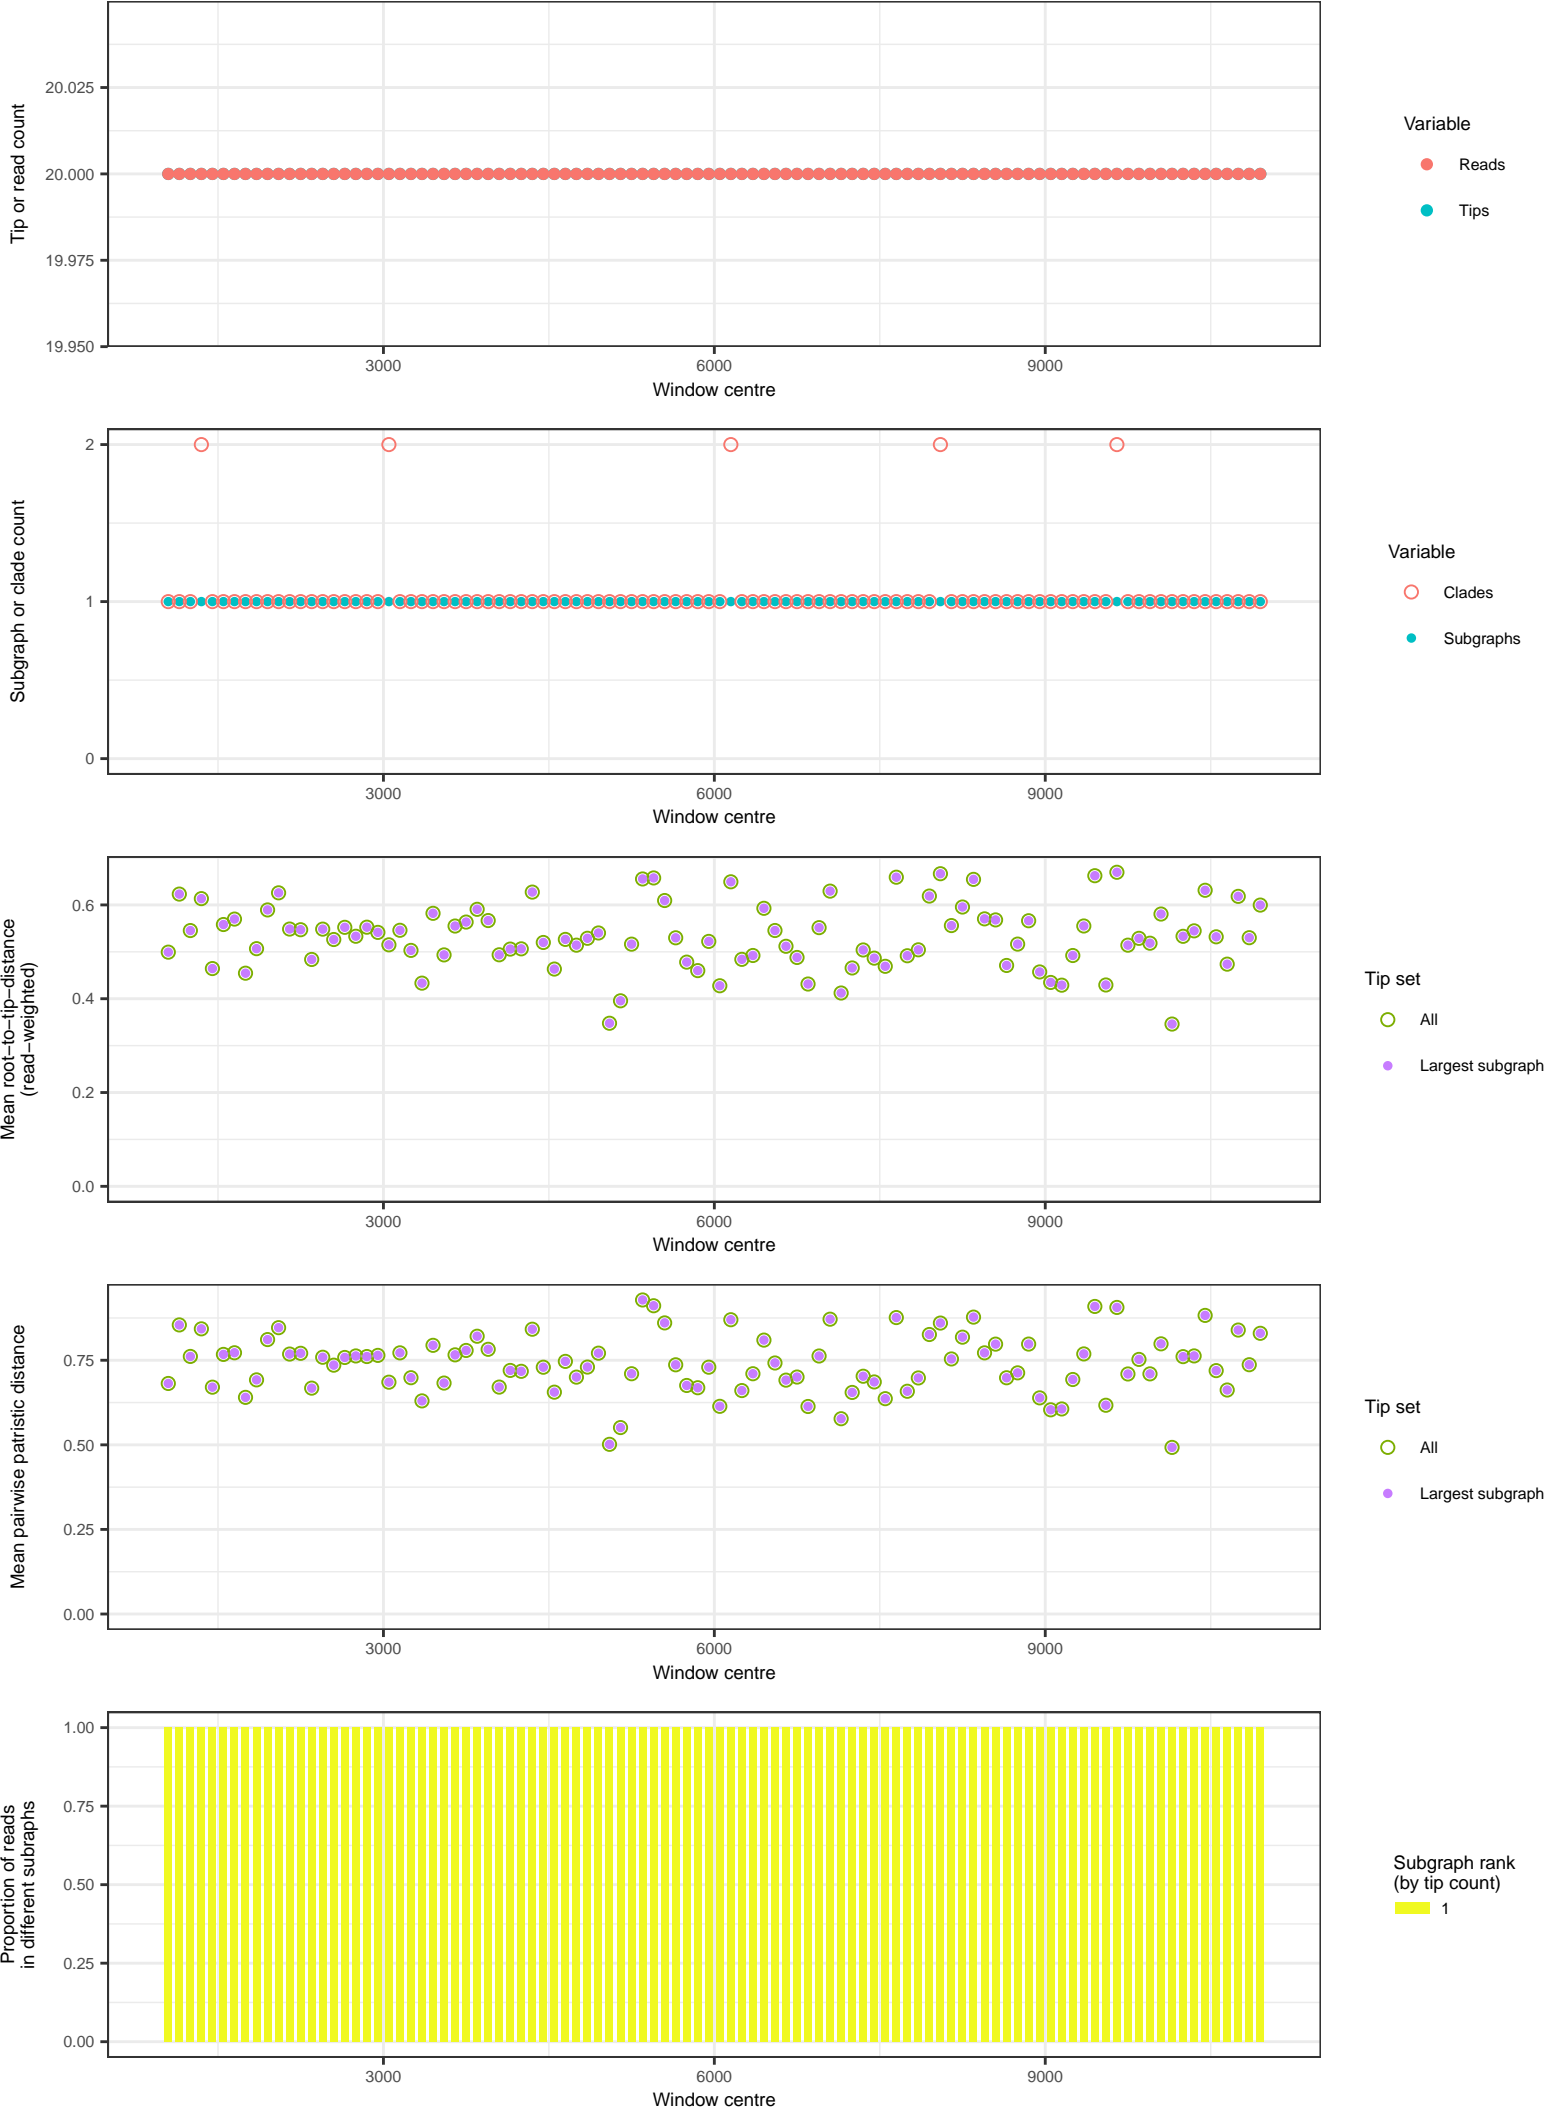 Tip or read count
20.025
20.000
19.975
19.950
3000
6000
9000
Window centre
Variable
Reads
Tips
Subgraph or clade count
2
1
0
3000
6000
9000
Window centre
Variable
Clades
Subgraphs
Mean root−to−tip−distance
(read−weighted)
0.6
0.4
0.2
0.0
3000
6000
9000
Window centre
Tip set
All
Largest subgraph
Mean pairwise patristic distance
0.75
0.50
0.25
0.00
3000
6000
9000
Window centre
Tip set
All
Largest subgraph
Proportion of reads
in different subraphs
1.00
0.75
0.50
0.25
0.00
3000
6000
9000
Window centre
Subgraph rank
(by tip count)
1